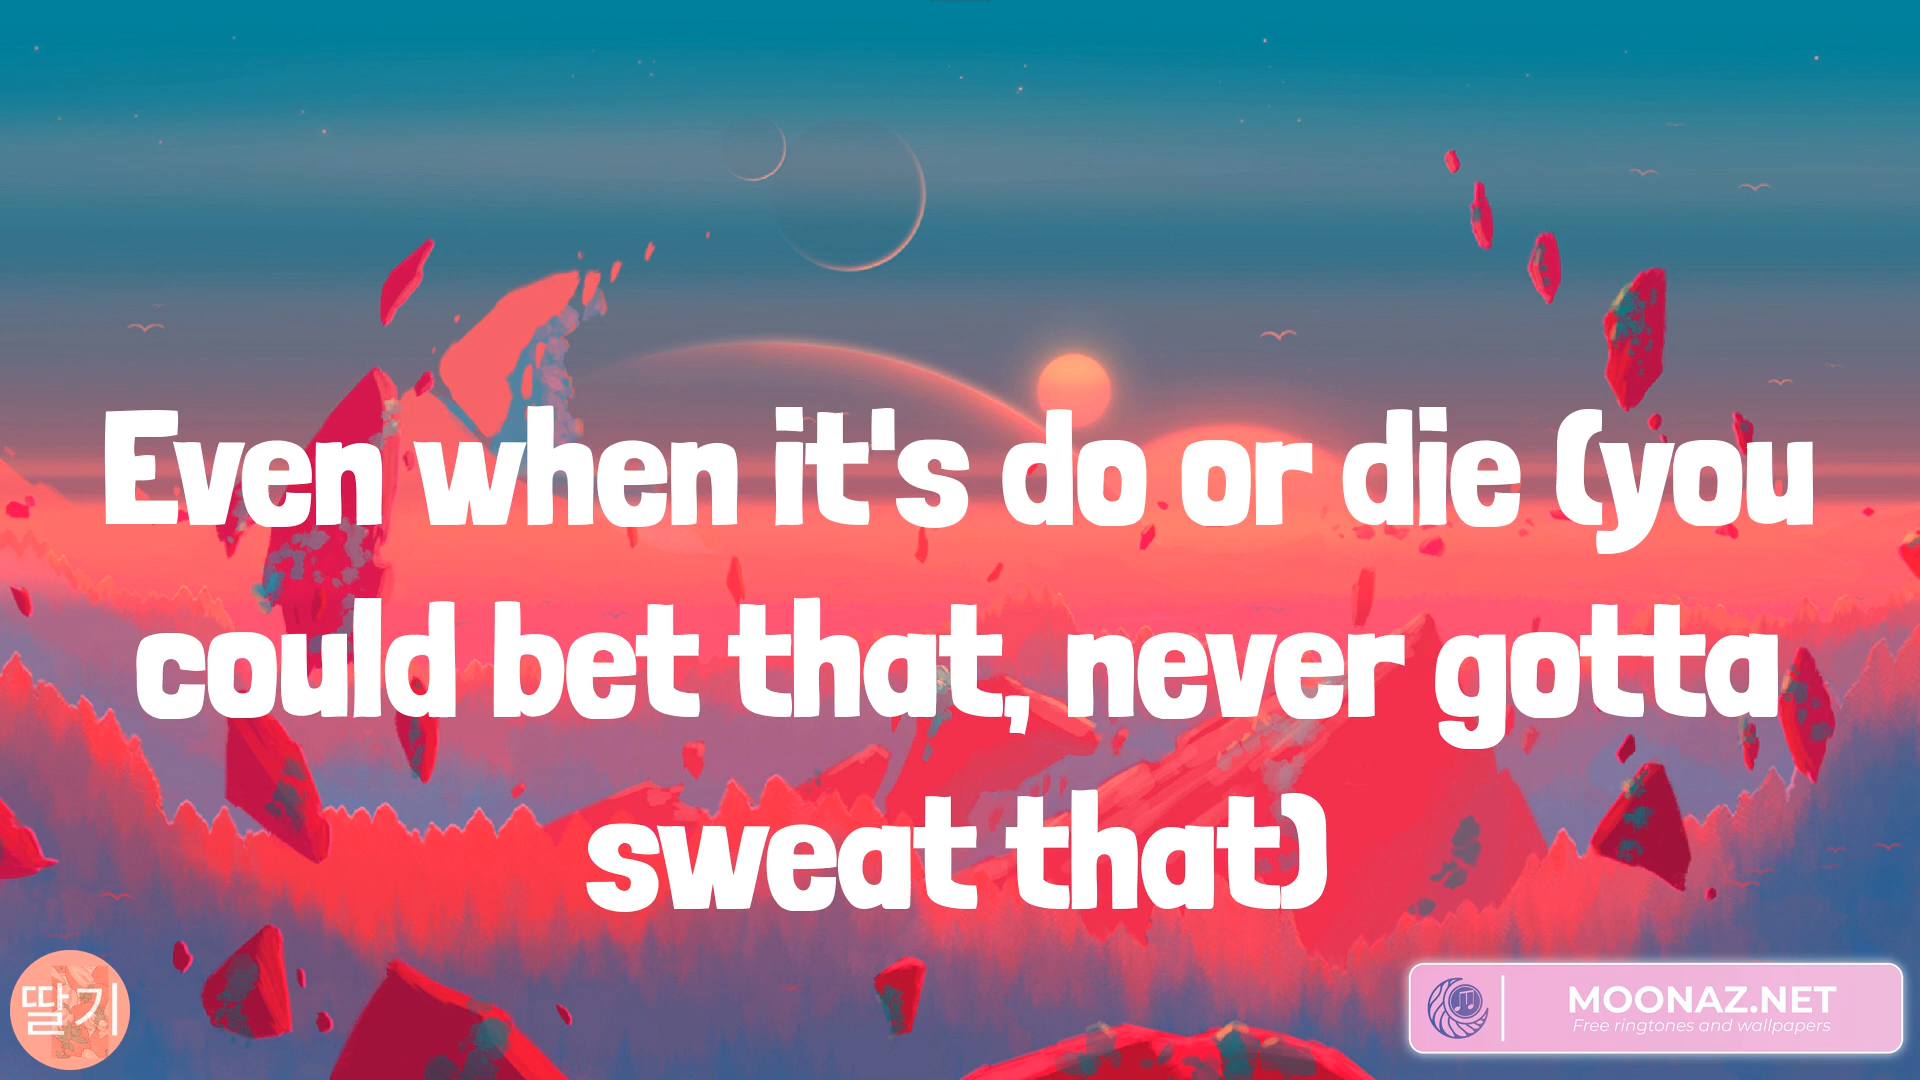 Even when it's do or die (you
could bet that, never gotta
sweat that)
딸기
MOONAZ.NET
Free ringtones and wallpapers